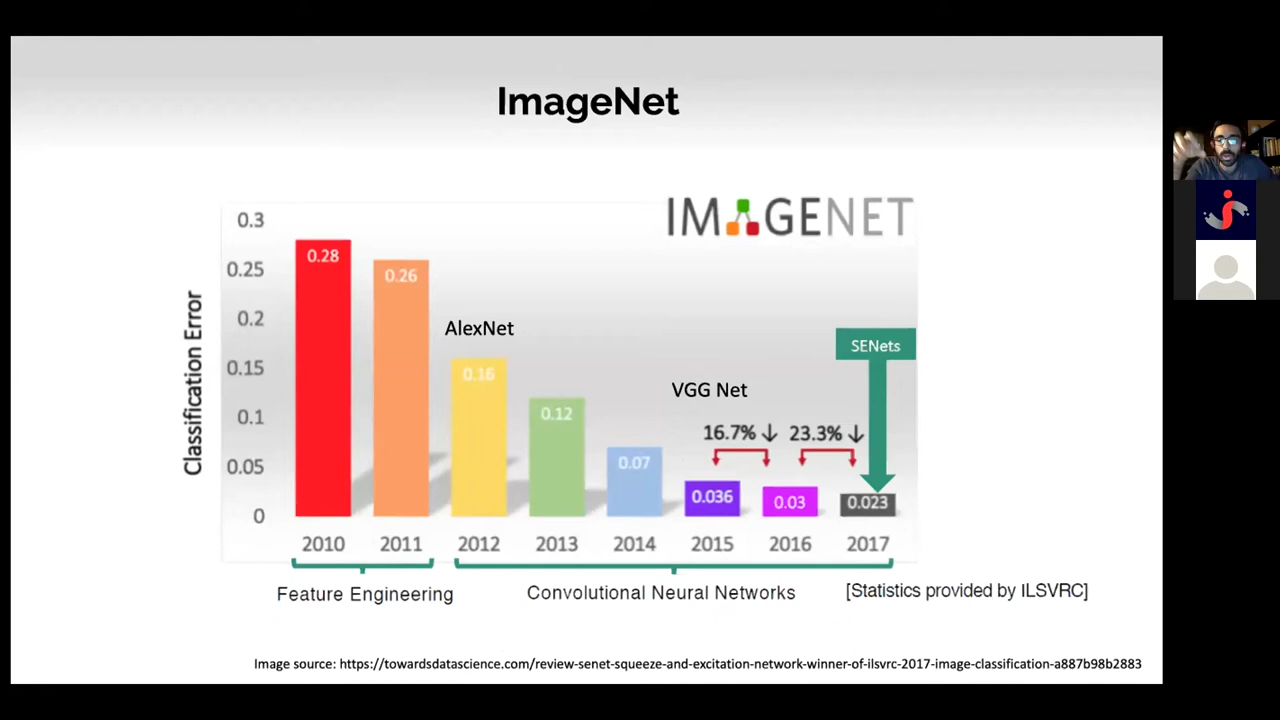 ImageNet
IMAGENET
Classification Error
0.3
0.25
0.2
0.15
0.1
0.05
0
0.28
0.26
AlexNet
0.16
0.12
0.07
VGG Net
16.7% ↓ 23.3% ↓
SENets
0.036
0.03
0.023
2010 2011 2012 2013 2014 2015 2016 2017
Feature Engineering
Convolutional Neural Networks
[Statistics provided by ILSVRC]
Image source: https://towardsdatascience.com/review-senet-squeeze-and-excitation-network-winner-of-ilsvrc-2017-image-classification-a887b98b2883